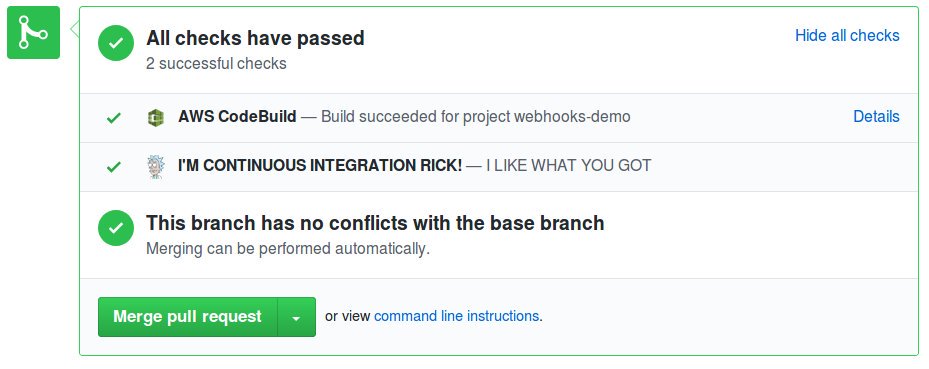 All checks have passed
Hide all checks
2 successful checks
AWS CodeBuild — Build succeeded for project webhooks-demo
Details
I'M CONTINUOUS INTEGRATION RICK! — I LIKE WHAT YOU GOT
This branch has no conflicts with the base branch
Merging can be performed automatically.
Merge pull request
or view command line instructions.